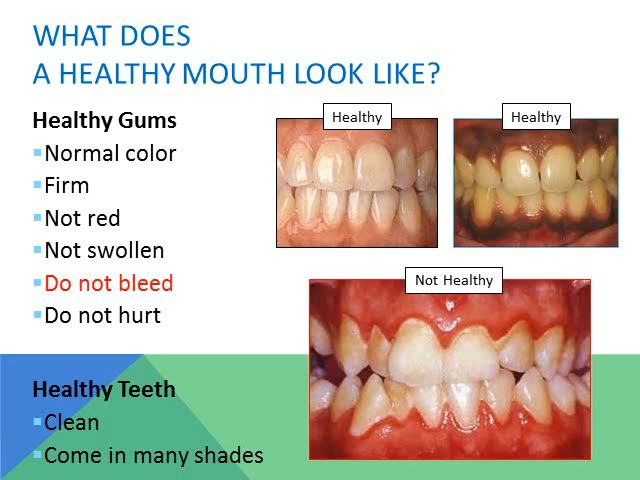 WHAT DOES
A HEALTHY MOUTH LOOK LIKE?
Healthy Gums
▪Normal color
▪Firm
▪Not red
▪Not swollen
▪Do not bleed
▪Do not hurt
Healthy Teeth
▪Clean
▪Come in many shades
Healthy
Healthy
Not Healthy